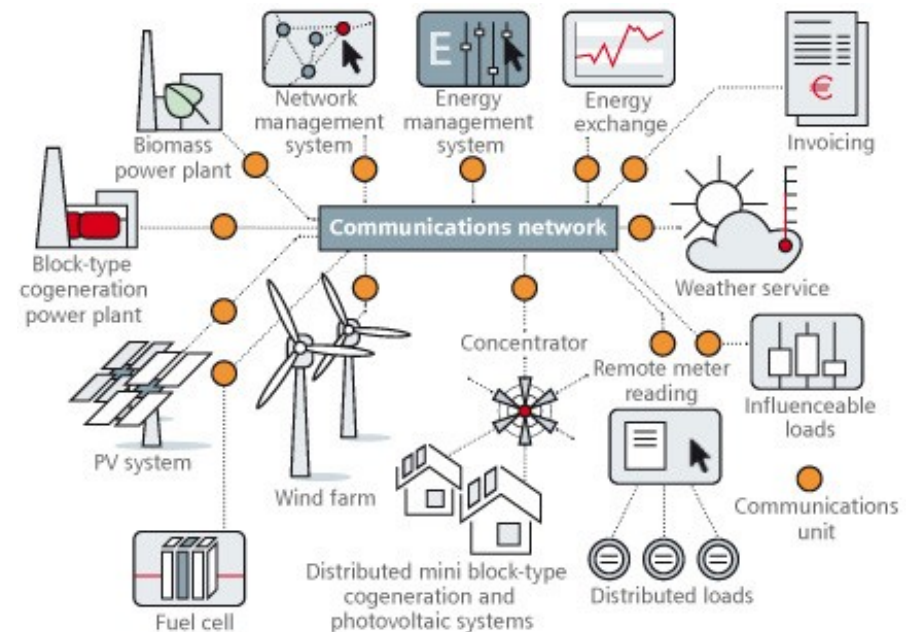 Network
management
system
Energy
management
system
E
Energy
exchange
€
Invoicing
Biomass
power plant
Communications network
Block-type
cogeneration
power plant
Weather service
PV system
Wind farm
Concentrator
Remote meter
reading
Influenceable
loads
Communications
unit
Fuel cell
Distributed mini block-type
cogeneration and
photovoltaic systems
Distributed loads